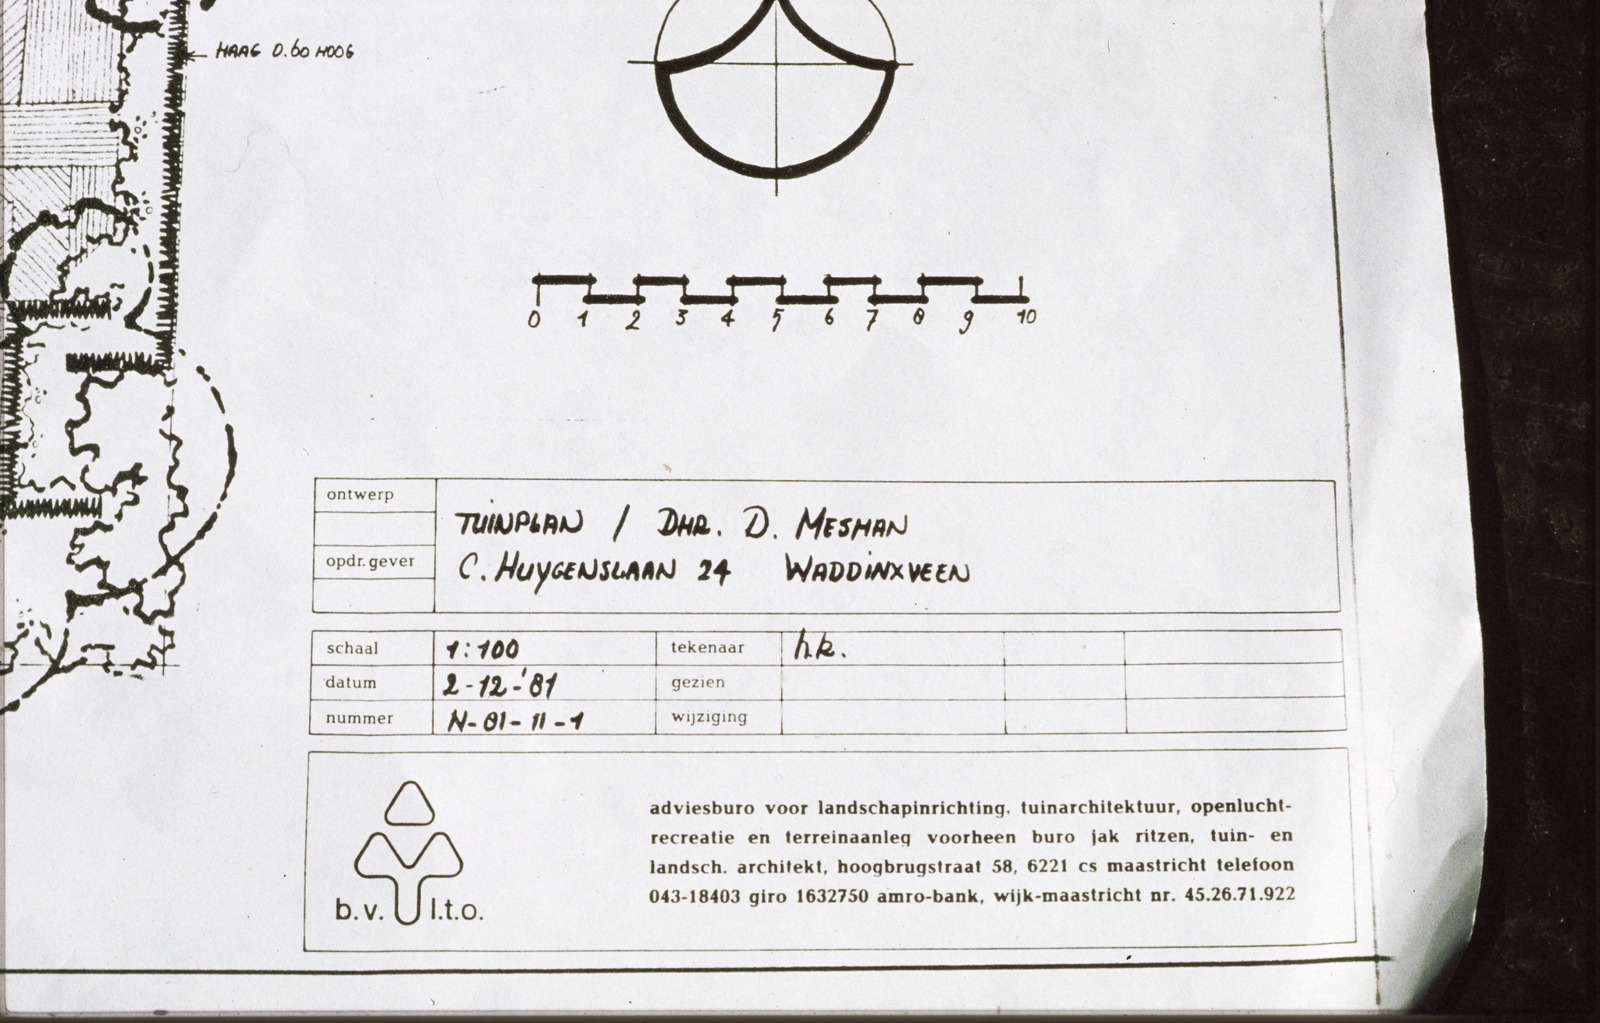 HAAG 0.60 HOOG
0 1 2 3 4 5 6 7 8 9 10
ontwerp
TUINPLAN / DHR. D. MESMAN
opdr. gever
C. HUYGENSLAAN 24 WADDINXVEEN
schaal 1:100 tekenaar h.k.
datum 2-12-'81 gezien
nummer N-81-11-1 wijziging
adviesburo voor landschapinrichting, tuinarchitektuur, openlucht-
recreatie en terreinaanleg voorheen buro jak ritzen, tuin- en
landsch. architekt, hoogbrugstraat 58, 6221 cs maastricht telefoon
043-18403 giro 1632750 amro-bank, wijk-maastricht nr. 45.26.71.922
b.v. l.t.o.